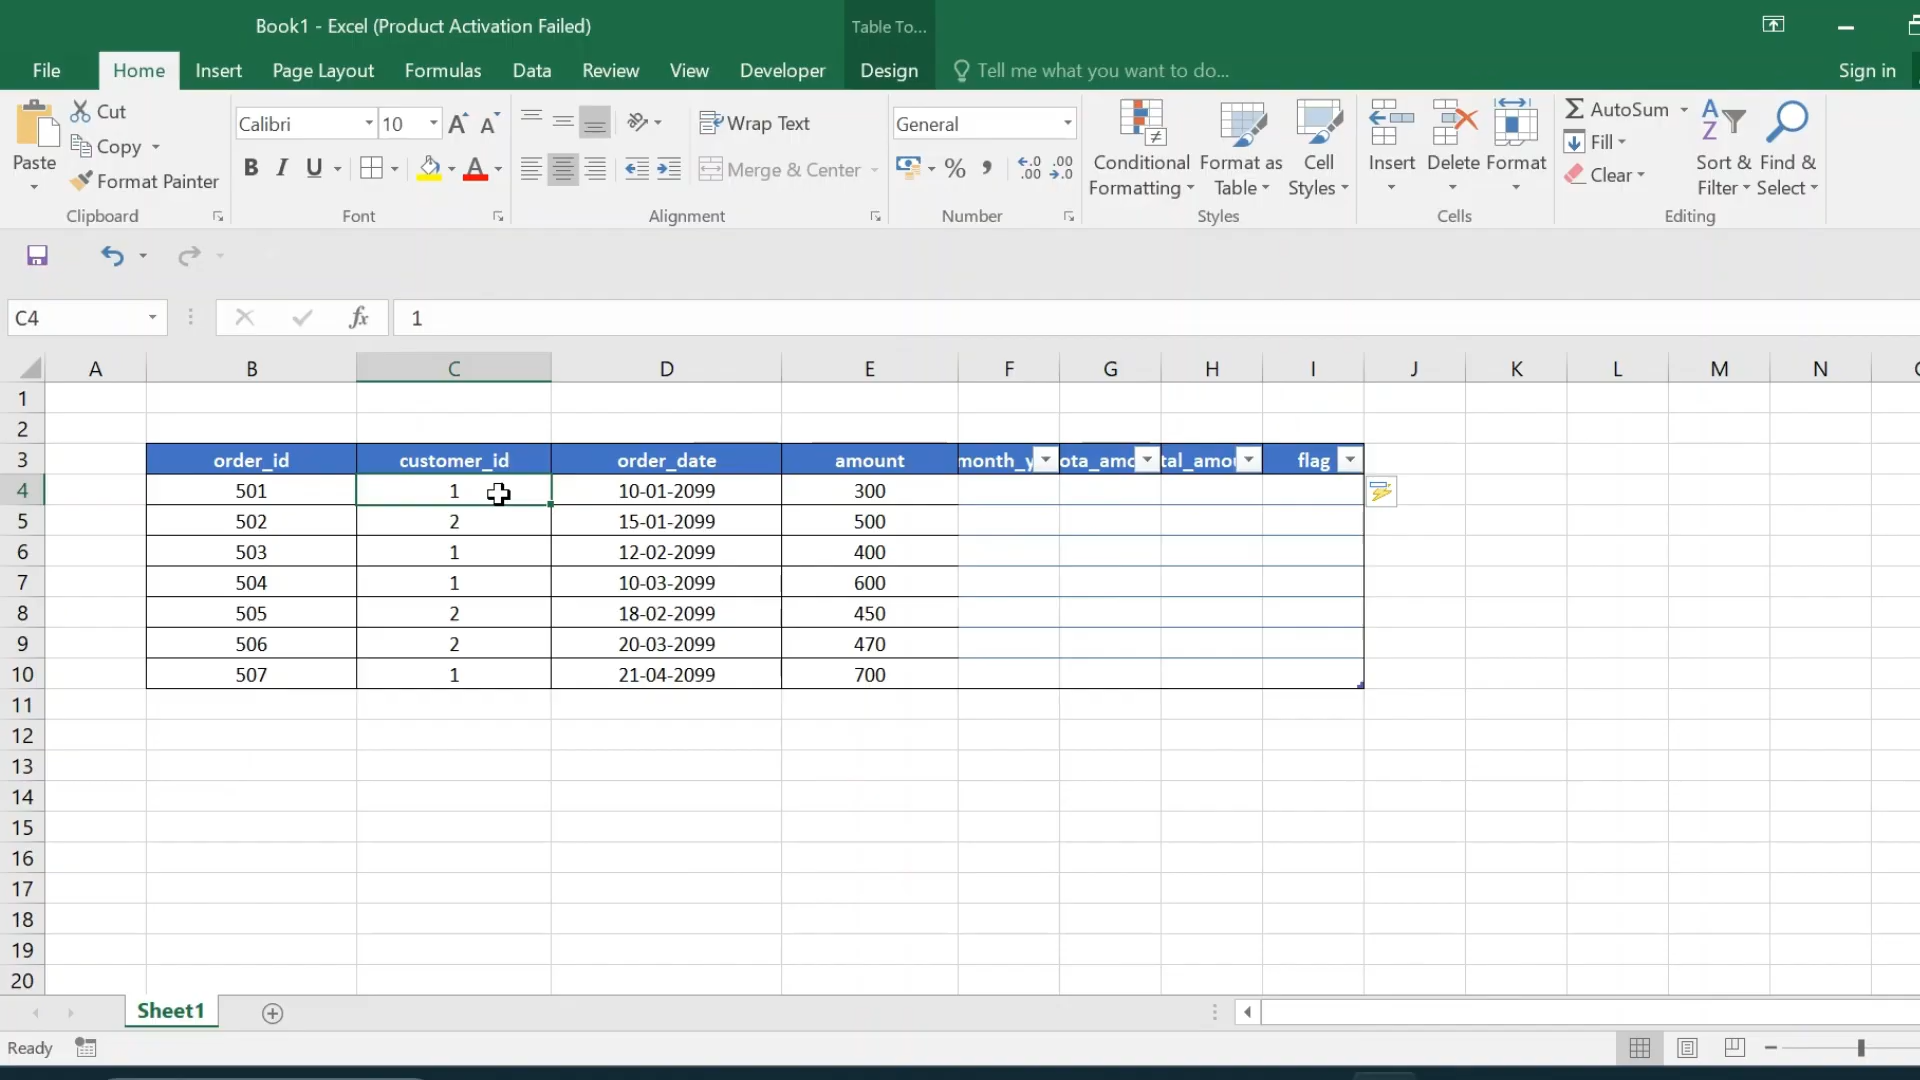 Book1 - Excel (Product Activation Failed)
Table To...
File Home Insert Page Layout Formulas Data Review View Developer Design Tell me what you want to do... Sign in
Paste
Cut
Copy
Format Painter
Clipboard
Calibri 10
B I U
Font
Wrap Text
Merge & Center
Alignment
General
%
Number
Conditional Formatting
Format as Table
Cell Styles
Styles
Insert
Delete
Format
Cells
AutoSum
Fill
Clear
Sort & Filter
Find & Select
Editing
C4 fx 1
A B C D E F G H I J K L M N
1
2
3 order_id customer_id order_date amount month_y ota_amo tal_amou flag
4 501 1 10-01-2099 300
5 502 2 15-01-2099 500
6 503 1 12-02-2099 400
7 504 1 10-03-2099 600
8 505 2 18-02-2099 450
9 506 2 20-03-2099 470
10 507 1 21-04-2099 700
11
12
13
14
15
16
17
18
19
20
Sheet1
Ready